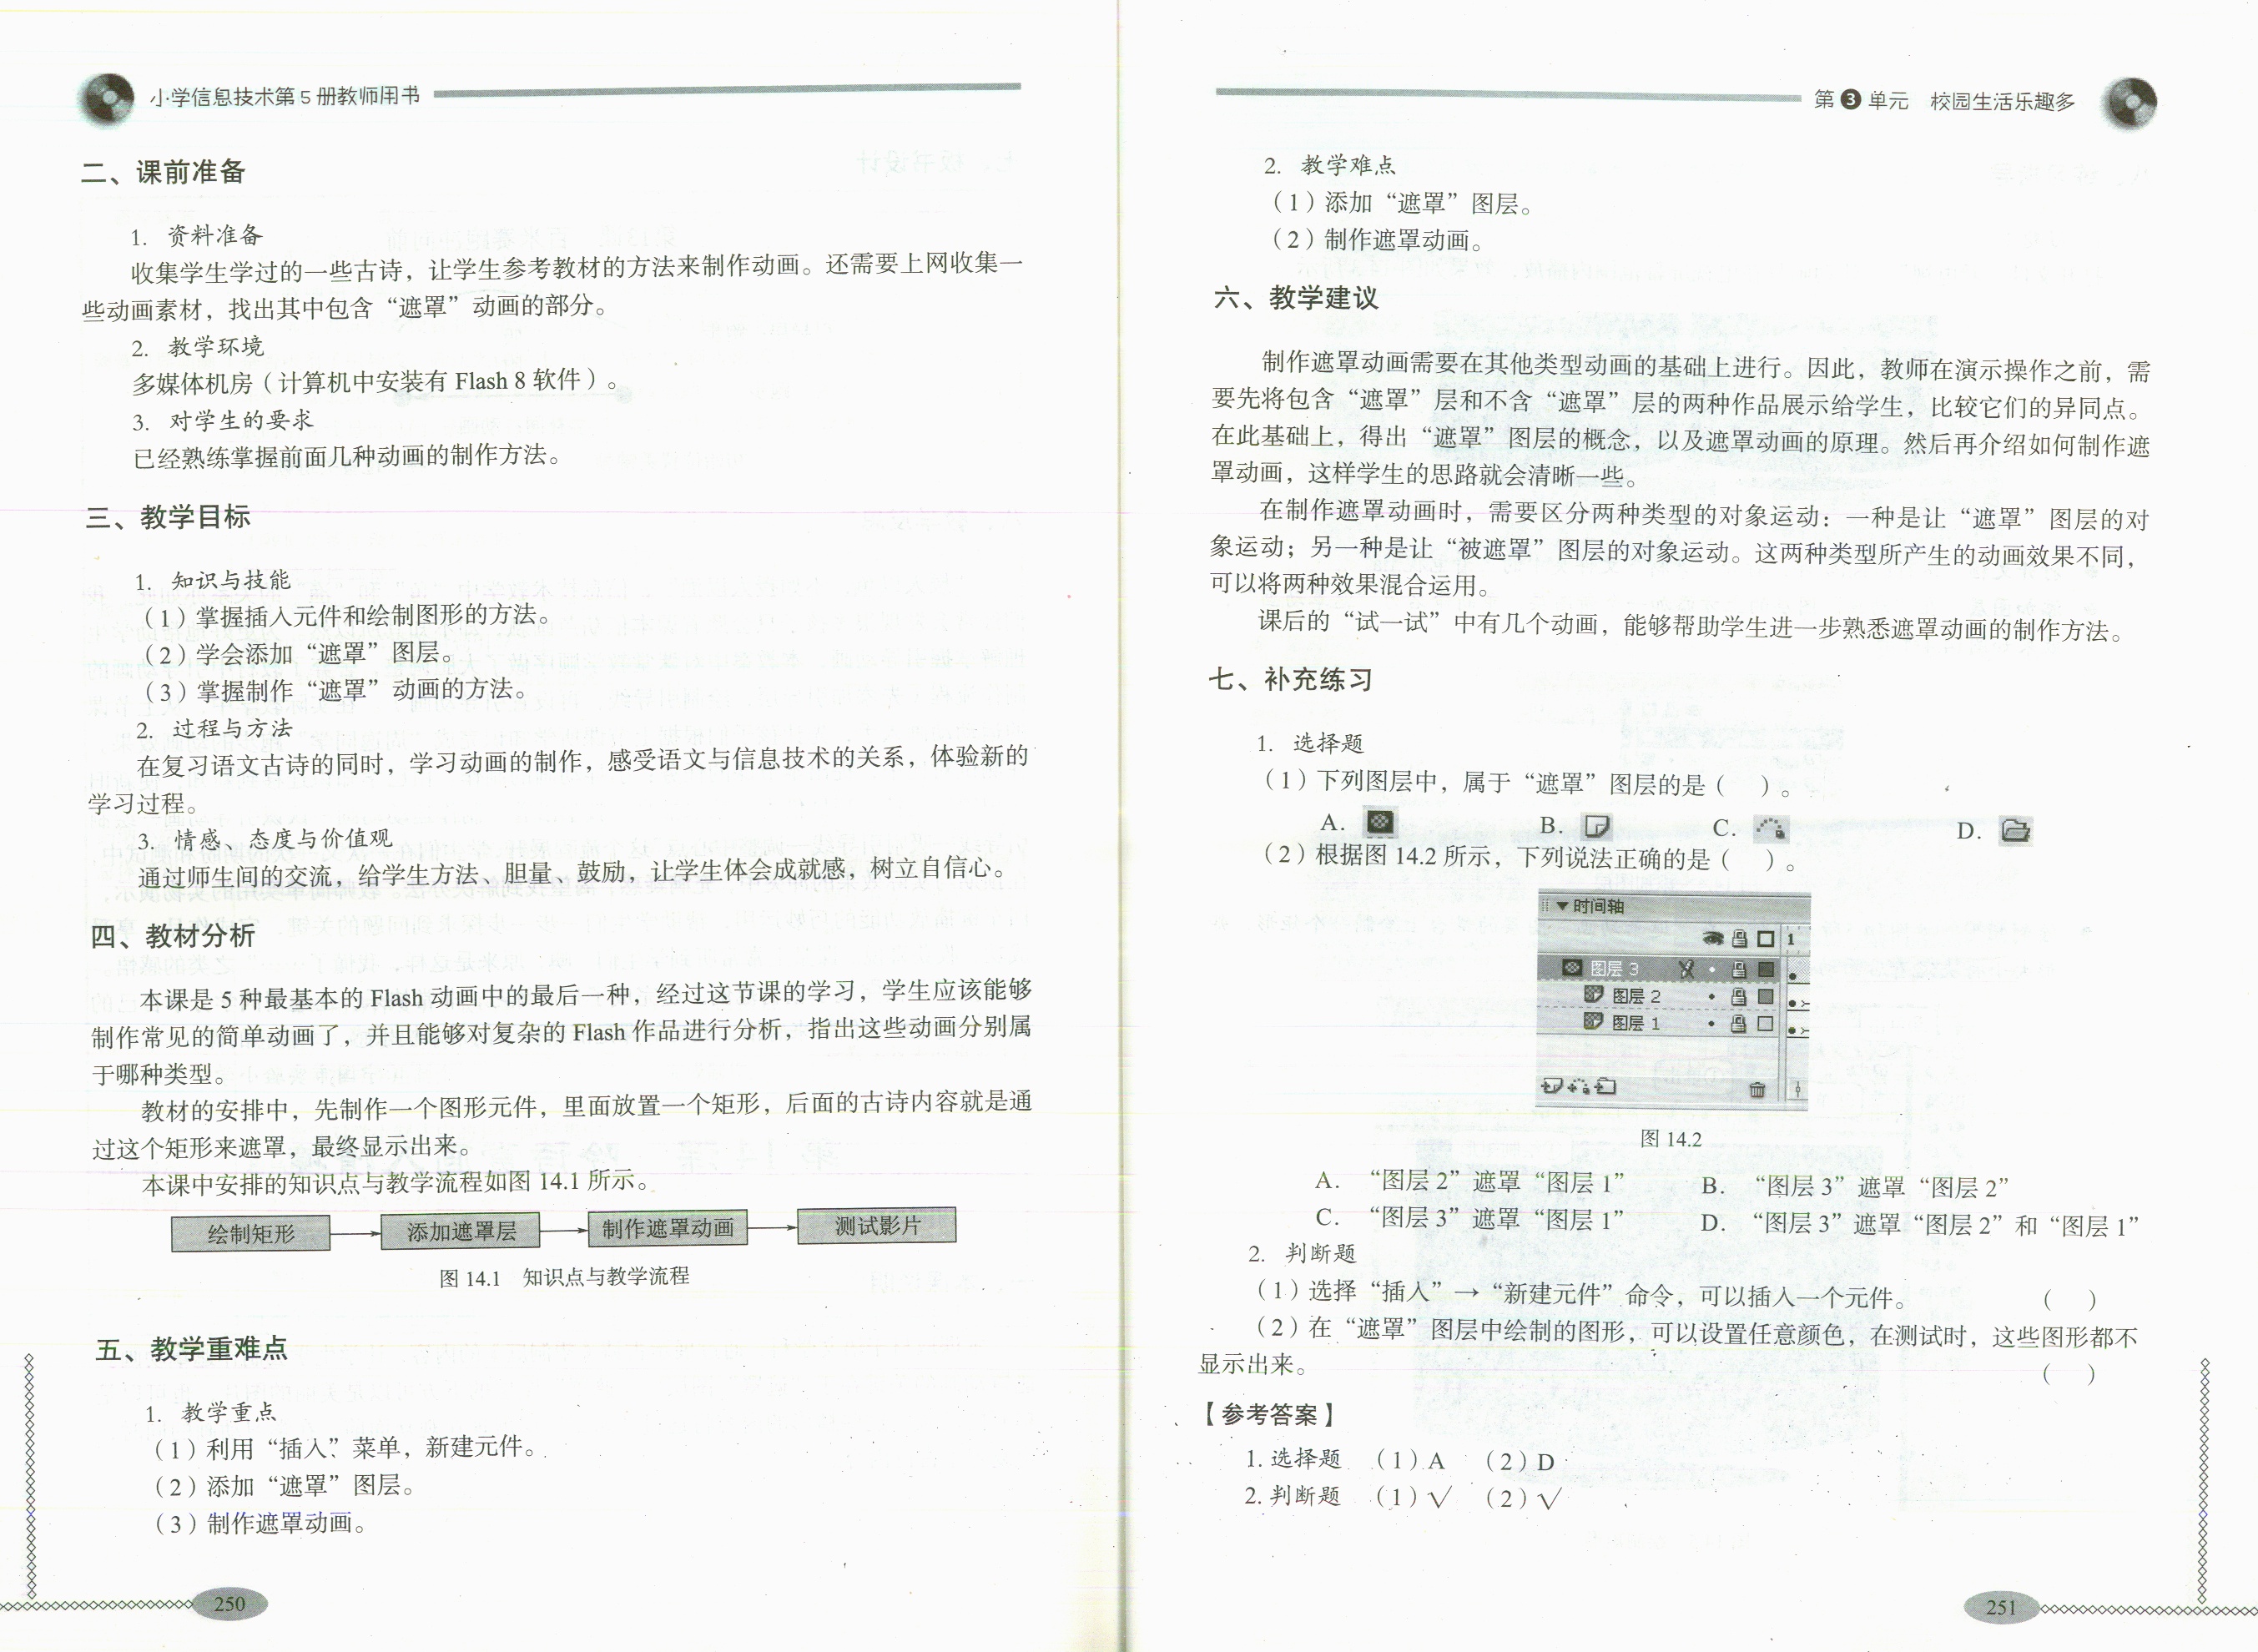 小学信息技术第5册教师用书
二、课前准备
1. 资料准备
收集学生学过的一些古诗，让学生参考教材的方法来制作动画。还需要上网收集一
些动画素材，找出其中包含“遮罩”动画的部分。
2. 教学环境
多媒体机房（计算机中安装有 Flash 8 软件）。
3. 对学生的要求
已经熟练掌握前面几种动画的制作方法。
三、教学目标
1. 知识与技能
（1）掌握插入元件和绘制图形的方法。
（2）学会添加“遮罩”图层。
（3）掌握制作“遮罩”动画的方法。
2. 过程与方法
在复习语文古诗的同时，学习动画的制作，感受语文与信息技术的关系，体验新的
学习过程。
3. 情感、态度与价值观
通过师生间的交流，给学生方法、胆量、鼓励，让学生体会成就感，树立自信心。
四、教材分析
本课是 5 种最基本的 Flash 动画中的最后一种，经过这节课的学习，学生应该能够
制作常见的简单动画了，并且能够对复杂的 Flash 作品进行分析，指出这些动画分别属
于哪种类型。
教材的安排中，先制作一个图形元件，里面放置一个矩形，后面的古诗内容就是通
过这个矩形来遮罩，最终显示出来。
本课中安排的知识点与教学流程如图 14.1 所示。
绘制矩形 添加遮罩层 制作遮罩动画 测试影片
图 14.1 知识点与教学流程
五、教学重难点
1. 教学重点
（1）利用“插入”菜单，新建元件。
（2）添加“遮罩”图层。
（3）制作遮罩动画。
250
第3单元 校园生活乐趣多
2. 教学难点
（1）添加“遮罩”图层。
（2）制作遮罩动画。
六、教学建议
制作遮罩动画需要在其他类型动画的基础上进行。因此，教师在演示操作之前，需
要先将包含“遮罩”层和不含“遮罩”层的两种作品展示给学生，比较它们的异同点。
在此基础上，得出“遮罩”图层的概念，以及遮罩动画的原理。然后再介绍如何制作遮
罩动画，这样学生的思路就会清晰一些。
在制作遮罩动画时，需要区分两种类型的对象运动：一种是让“遮罩”图层的对
象运动；另一种是让“被遮罩”图层的对象运动。这两种类型所产生的动画效果不同，
可以将两种效果混合运用。
课后的“试一试”中有几个动画，能够帮助学生进一步熟悉遮罩动画的制作方法。
七、补充练习
1. 选择题
（1）下列图层中，属于“遮罩”图层的是（ ）。
A. B. C. D.
（2）根据图 14.2 所示，下列说法正确的是（ ）。
时间轴
1
图层 3
图层 2
图层 1
图 14.2
A. “图层 2”遮罩“图层 1” B. “图层 3”遮罩“图层 2”
C. “图层 3”遮罩“图层 1” D. “图层 3”遮罩“图层 2”和“图层 1”
2. 判断题
（1）选择“插入”→“新建元件”命令，可以插入一个元件。 （ ）
（2）在“遮罩”图层中绘制的图形，可以设置任意颜色，在测试时，这些图形都不
显示出来。 （ ）
【参考答案】
1. 选择题 （1）A （2）D
2. 判断题 （1）√ （2）√
251